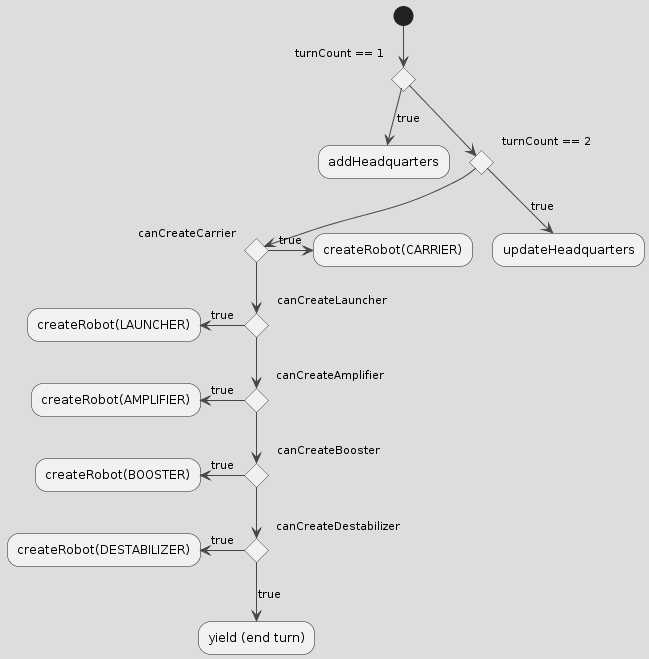 turnCount == 1
true
turnCount == 2
addHeadquarters
true
canCreateCarrier
true
createRobot(CARRIER)
updateHeadquarters
canCreateLauncher
true
createRobot(LAUNCHER)
canCreateAmplifier
true
createRobot(AMPLIFIER)
canCreateBooster
true
createRobot(BOOSTER)
canCreateDestabilizer
true
createRobot(DESTABILIZER)
true
yield (end turn)